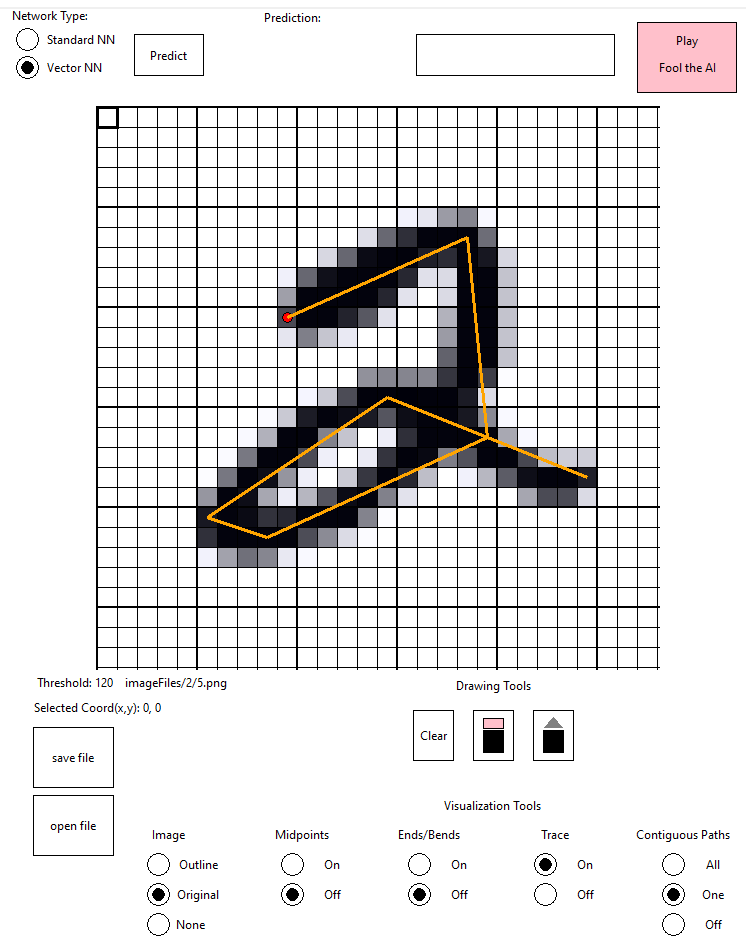 Network Type:
Prediction:
Standard NN
Vector NN
Predict
Play
Fool the AI
2
Threshold: 120 imageFiles/2/5.png
Selected Coord(x,y): 0, 0
Drawing Tools
Clear
save file
open file
Visualization Tools
Image Midpoints Ends/Bends Trace Contiguous Paths
Outline On On On All
Original Off Off Off One
None Off